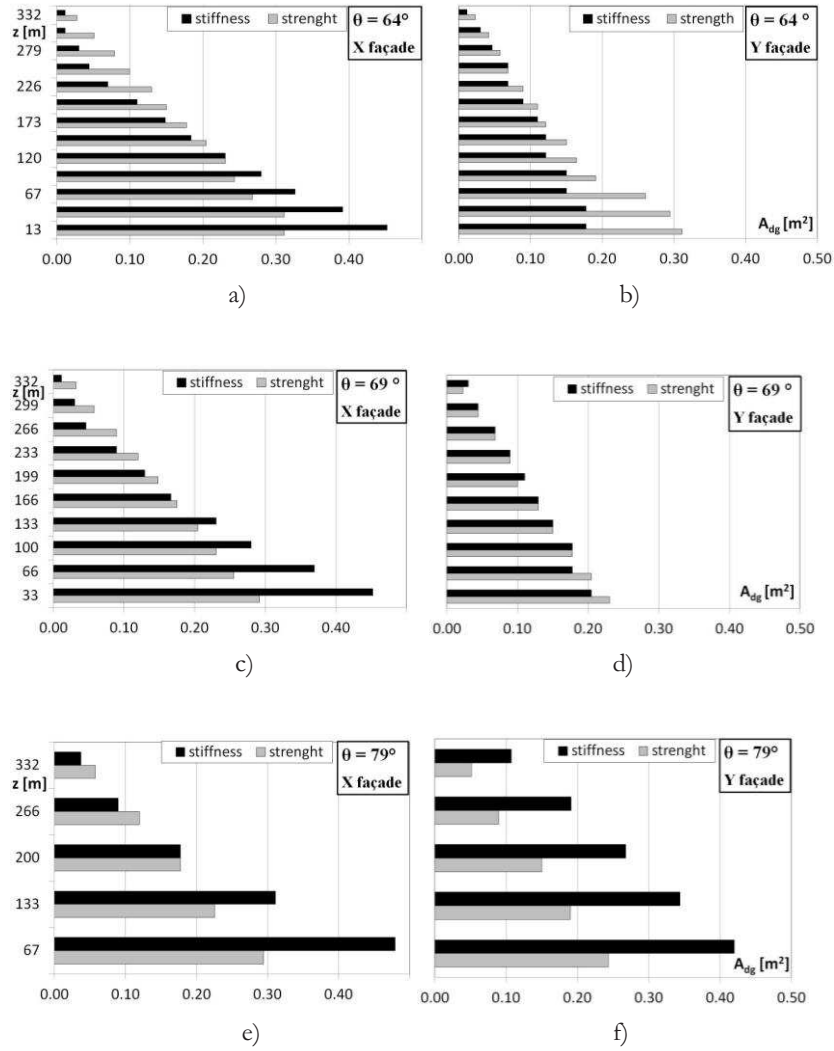 332
z [m]
279
226
173
120
67
13
■ stiffness ■ strenght
θ = 64°
X façade
0.00 0.10 0.20 0.30 0.40
a)
■ stiffness ■ strength
θ = 64°
Y façade
A_dg [m²]
0.00 0.10 0.20 0.30 0.40 0.50
b)
332
z [m]
299
266
233
199
166
133
100
66
33
■ stiffness ■ strenght
θ = 69 °
X façade
0.00 0.10 0.20 0.30 0.40
c)
■ stiffness ■ strenght
θ = 69 °
Y façade
A_dg [m²]
0.00 0.10 0.20 0.30 0.40 0.50
d)
332
z [m]
266
200
133
67
■ stiffness ■ strenght
θ = 79°
X façade
0.00 0.10 0.20 0.30 0.40
e)
■ stiffness ■ strenght
θ = 79°
Y façade
A_dg [m²]
0.00 0.10 0.20 0.30 0.40 0.50
f)